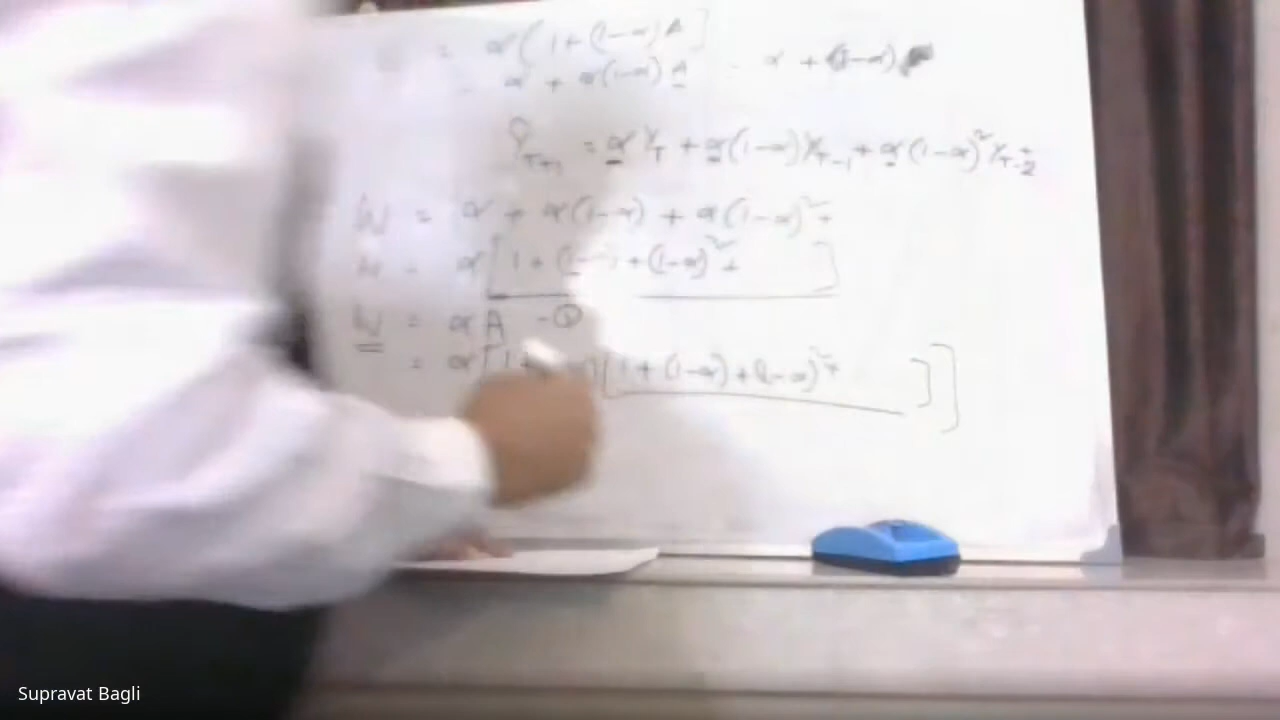 = α(1+(1-α)A]
α + α(1-α)A = α + (1-α)
Ŷ_{T+1} = αY_T + α(1-α)Y_{T-1} + α(1-α)²Y_{T-2} +
W = α + α(1-α) + α(1-α)² +
W = α[1 + (1-α) + (1-α)² + ]
W = αA -①
= α[1+ [1 + (1-α) + (1-α)² + ]]
Supravat Bagli